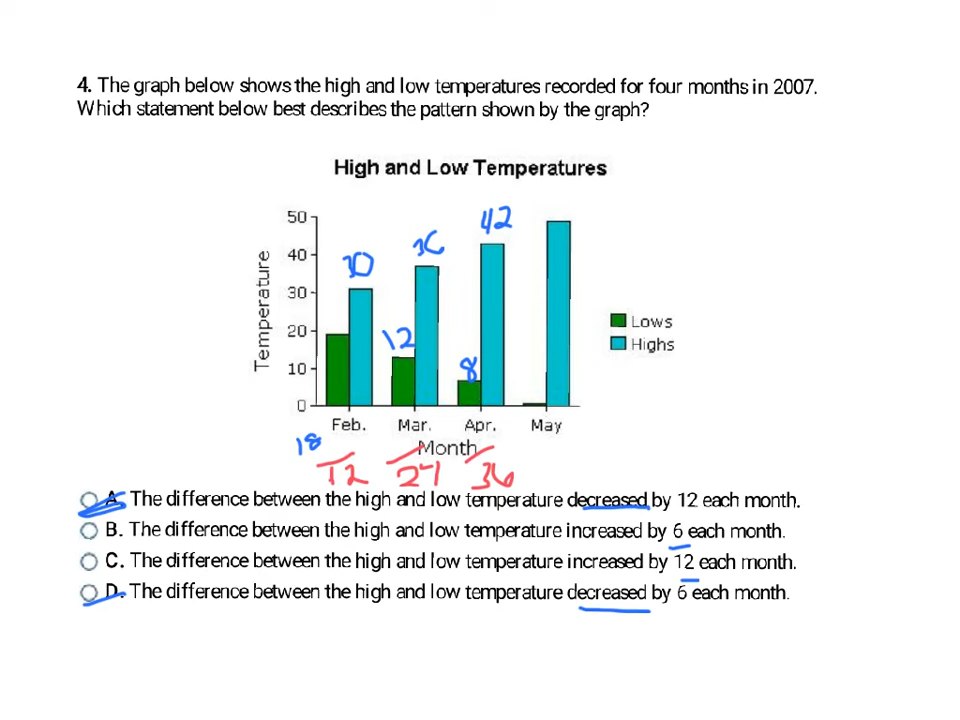 4. The graph below shows the high and low temperatures recorded for four months in 2007.
Which statement below best describes the pattern shown by the graph?
High and Low Temperatures
50
40
30
20
10
0
Temperature
30
36
42
12
8
Lows
Highs
Feb. Mar. Apr. May
18
Month
12 24 36
A. The difference between the high and low temperature decreased by 12 each month.
B. The difference between the high and low temperature increased by 6 each month.
C. The difference between the high and low temperature increased by 12 each month.
D. The difference between the high and low temperature decreased by 6 each month.